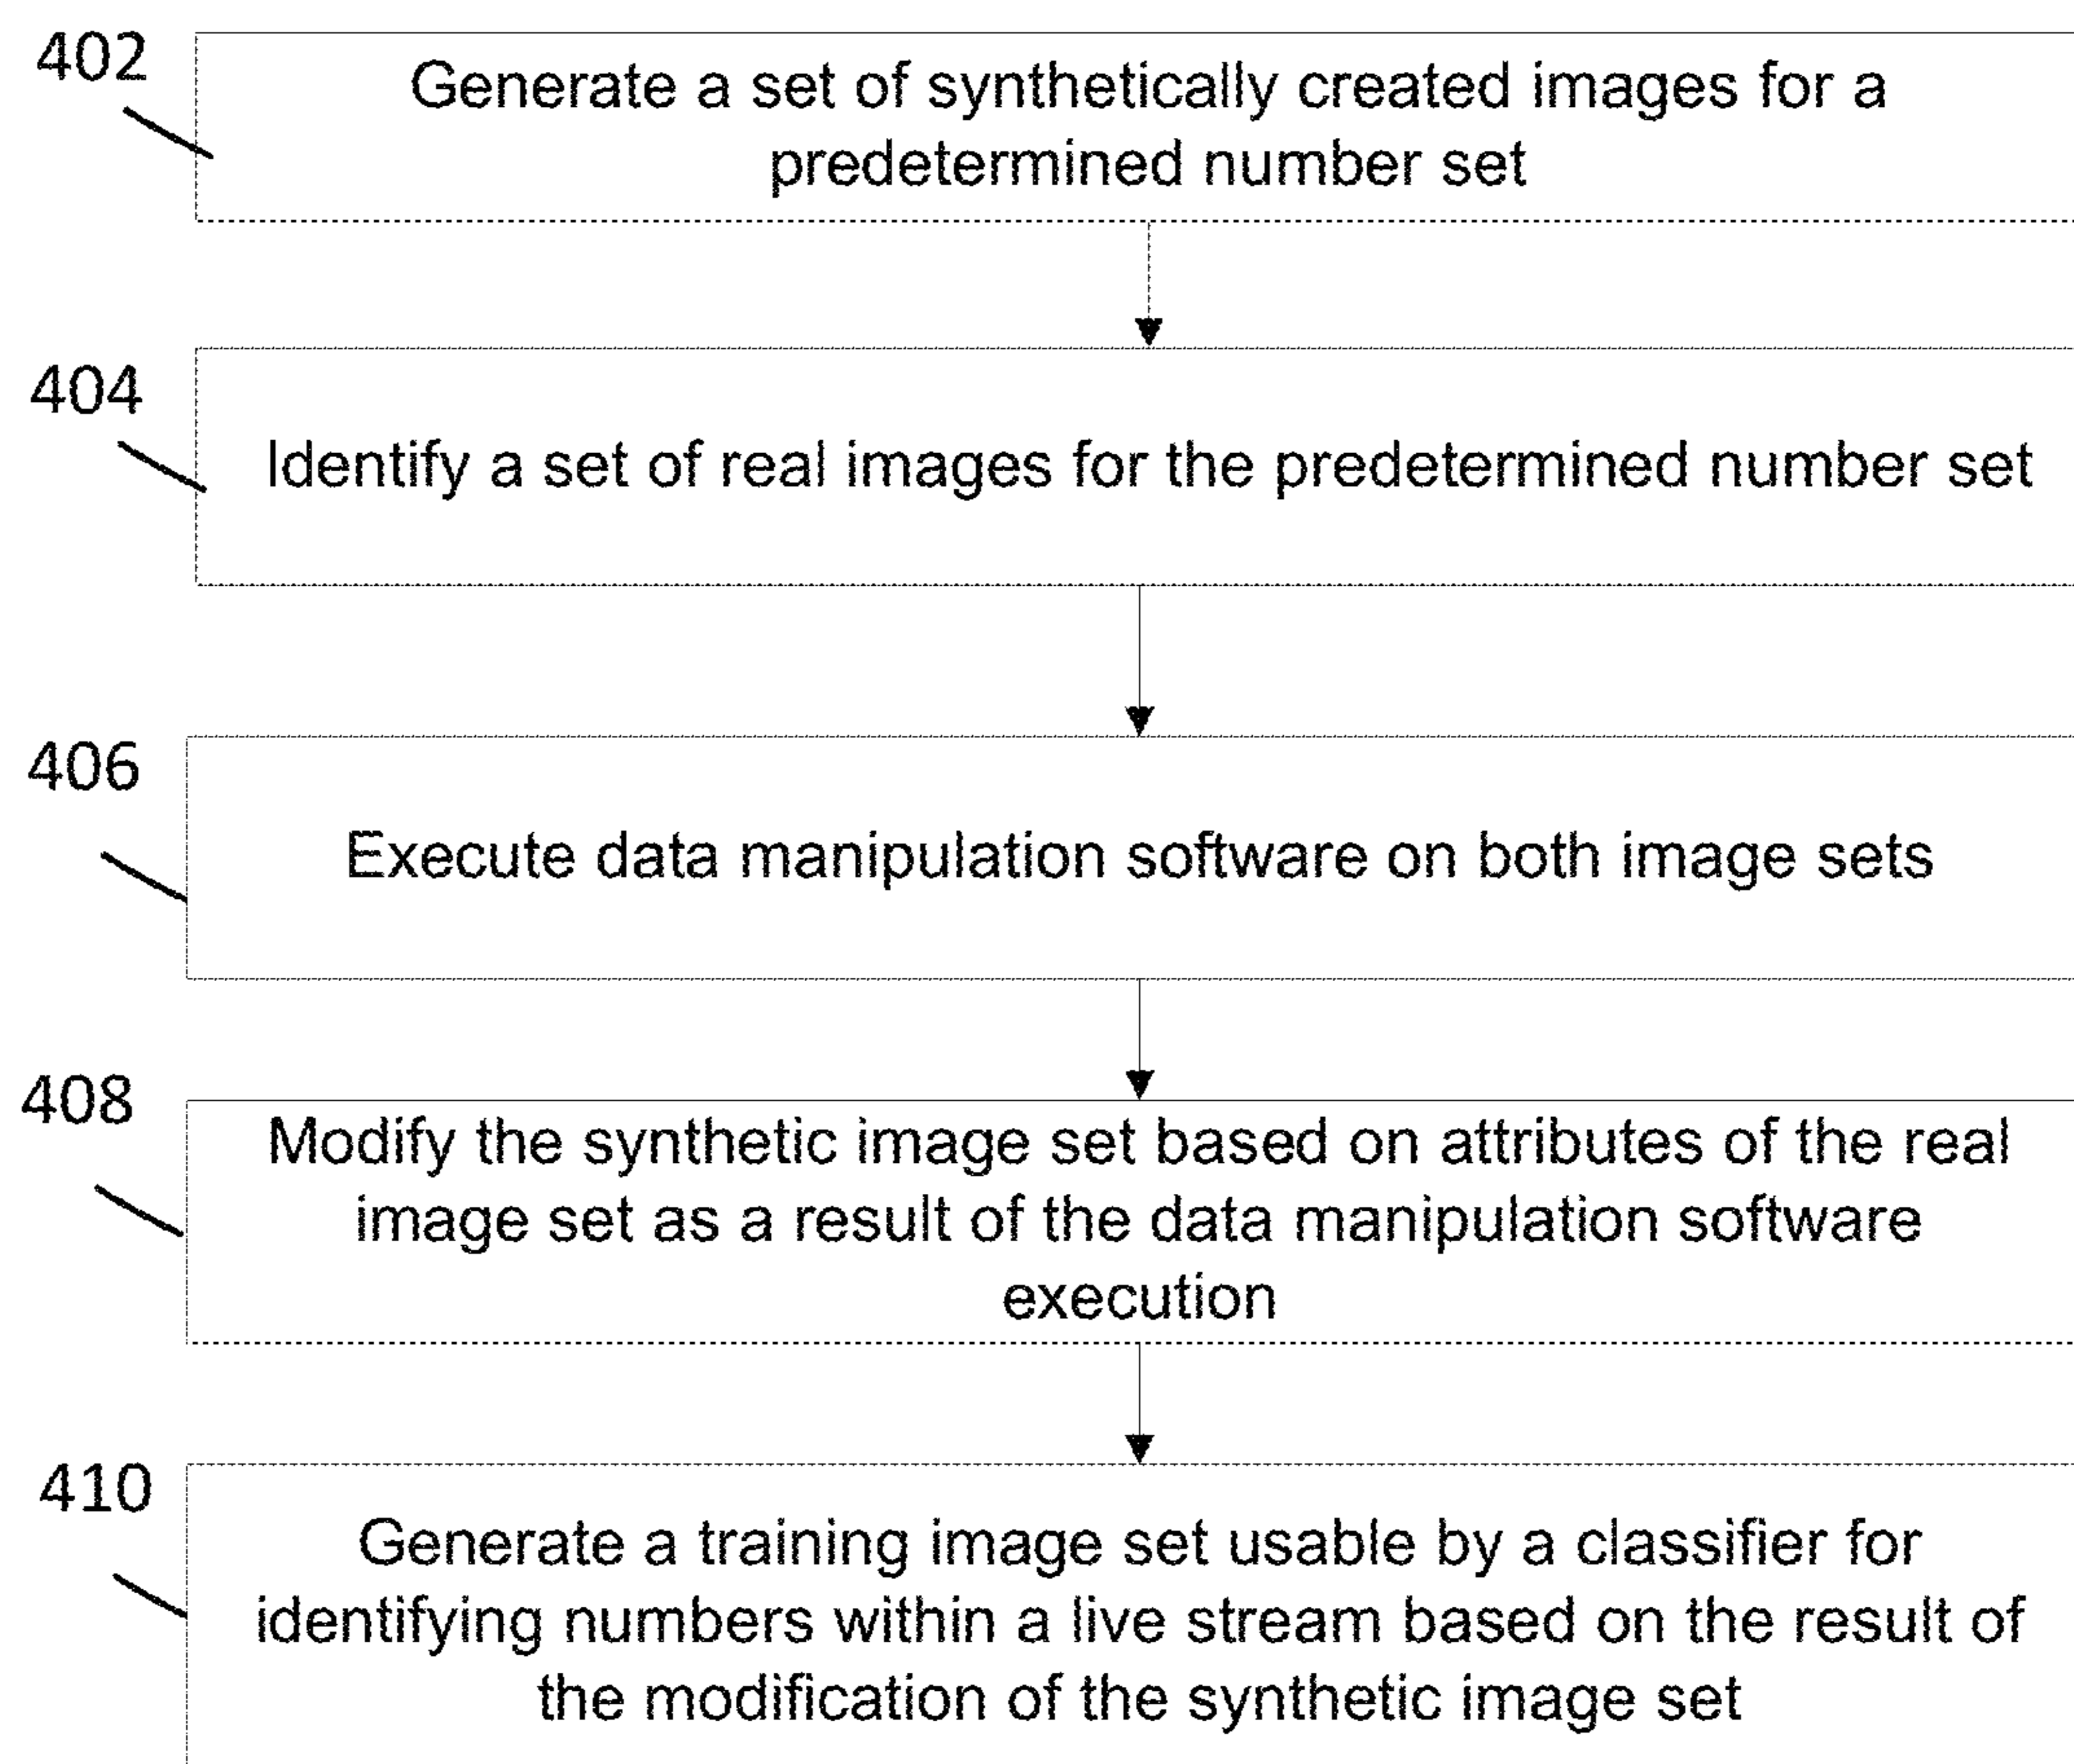 402
Generate a set of synthetically created images for a
predetermined number set
404
Identify a set of real images for the predetermined number set
406
Execute data manipulation software on both image sets
408
Modify the synthetic image set based on attributes of the real
image set as a result of the data manipulation software
execution
410
Generate a training image set usable by a classifier for
identifying numbers within a live stream based on the result of
the modification of the synthetic image set